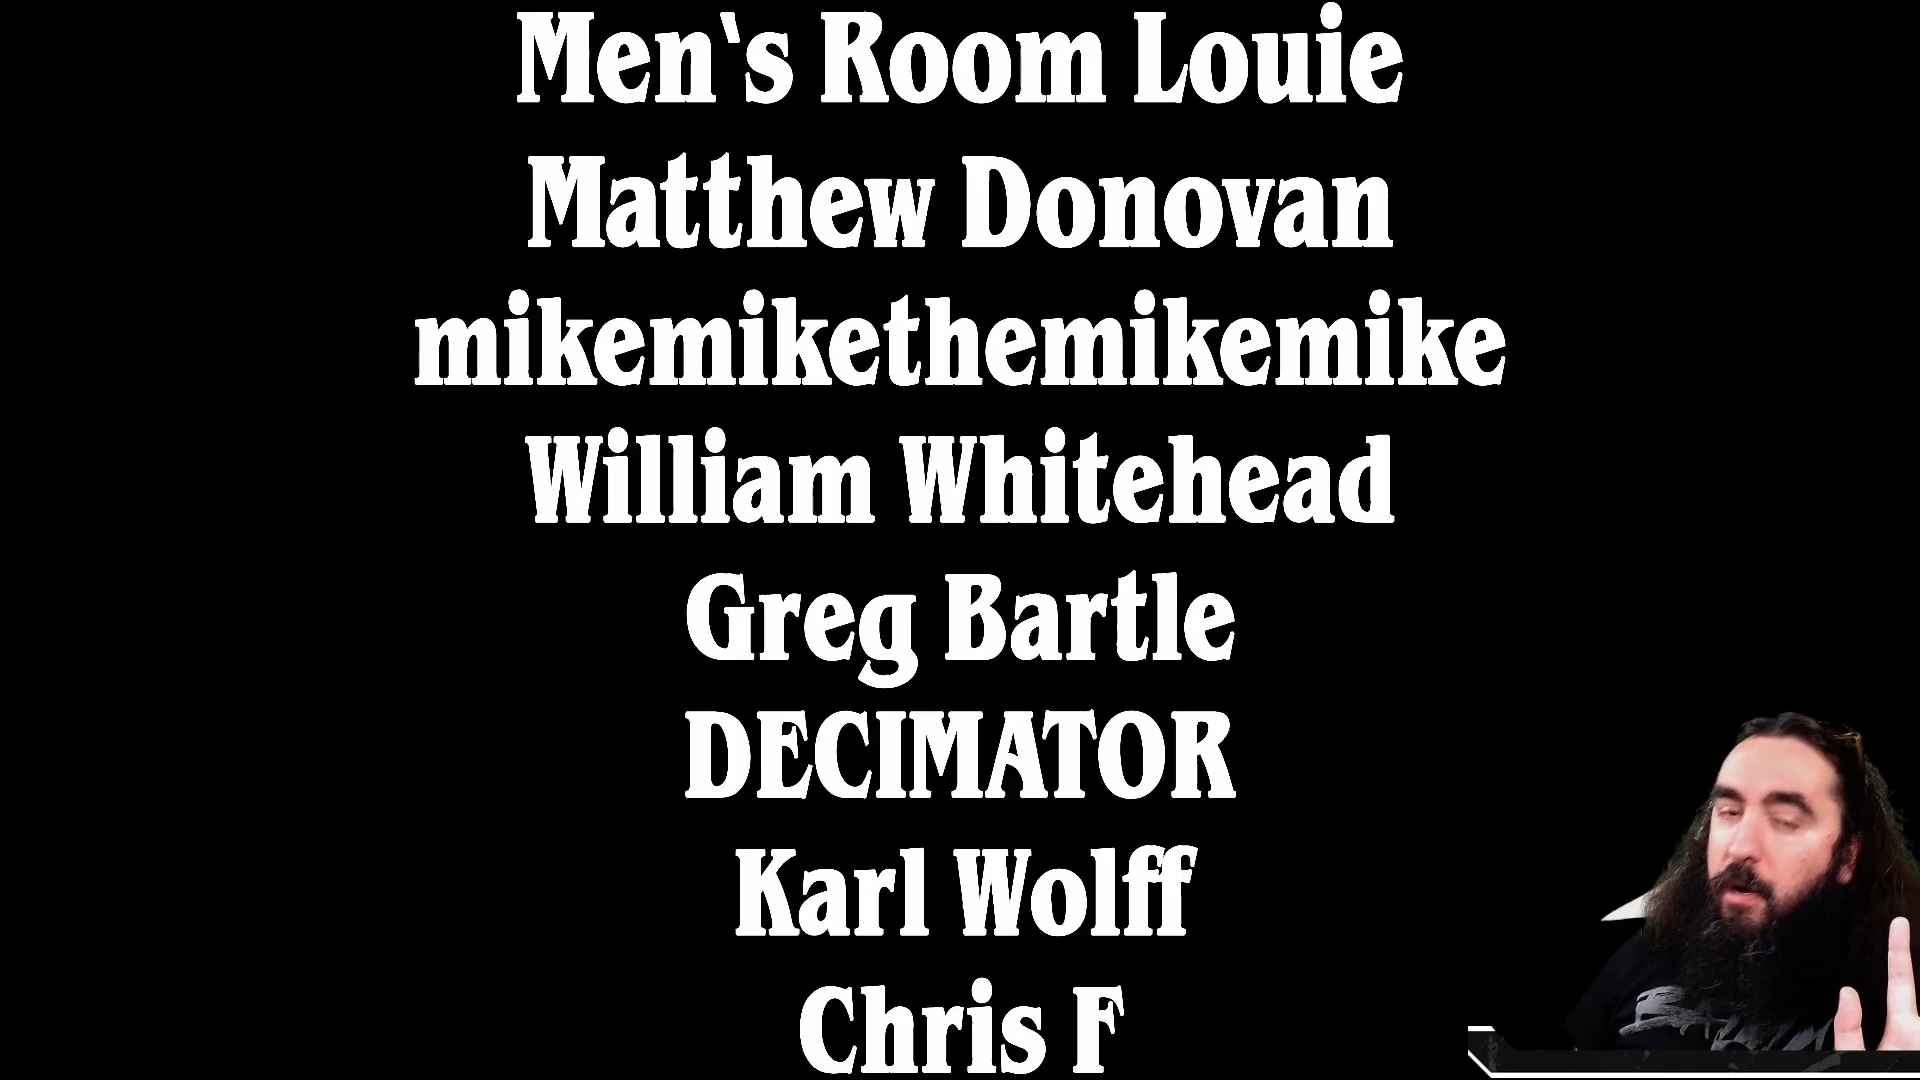 Men‘s Room Louie
Matthew Donovan
mikemikethemikemike
William Whitehead
Greg Bartle
DECIMATOR
Karl Wolff
Chris F